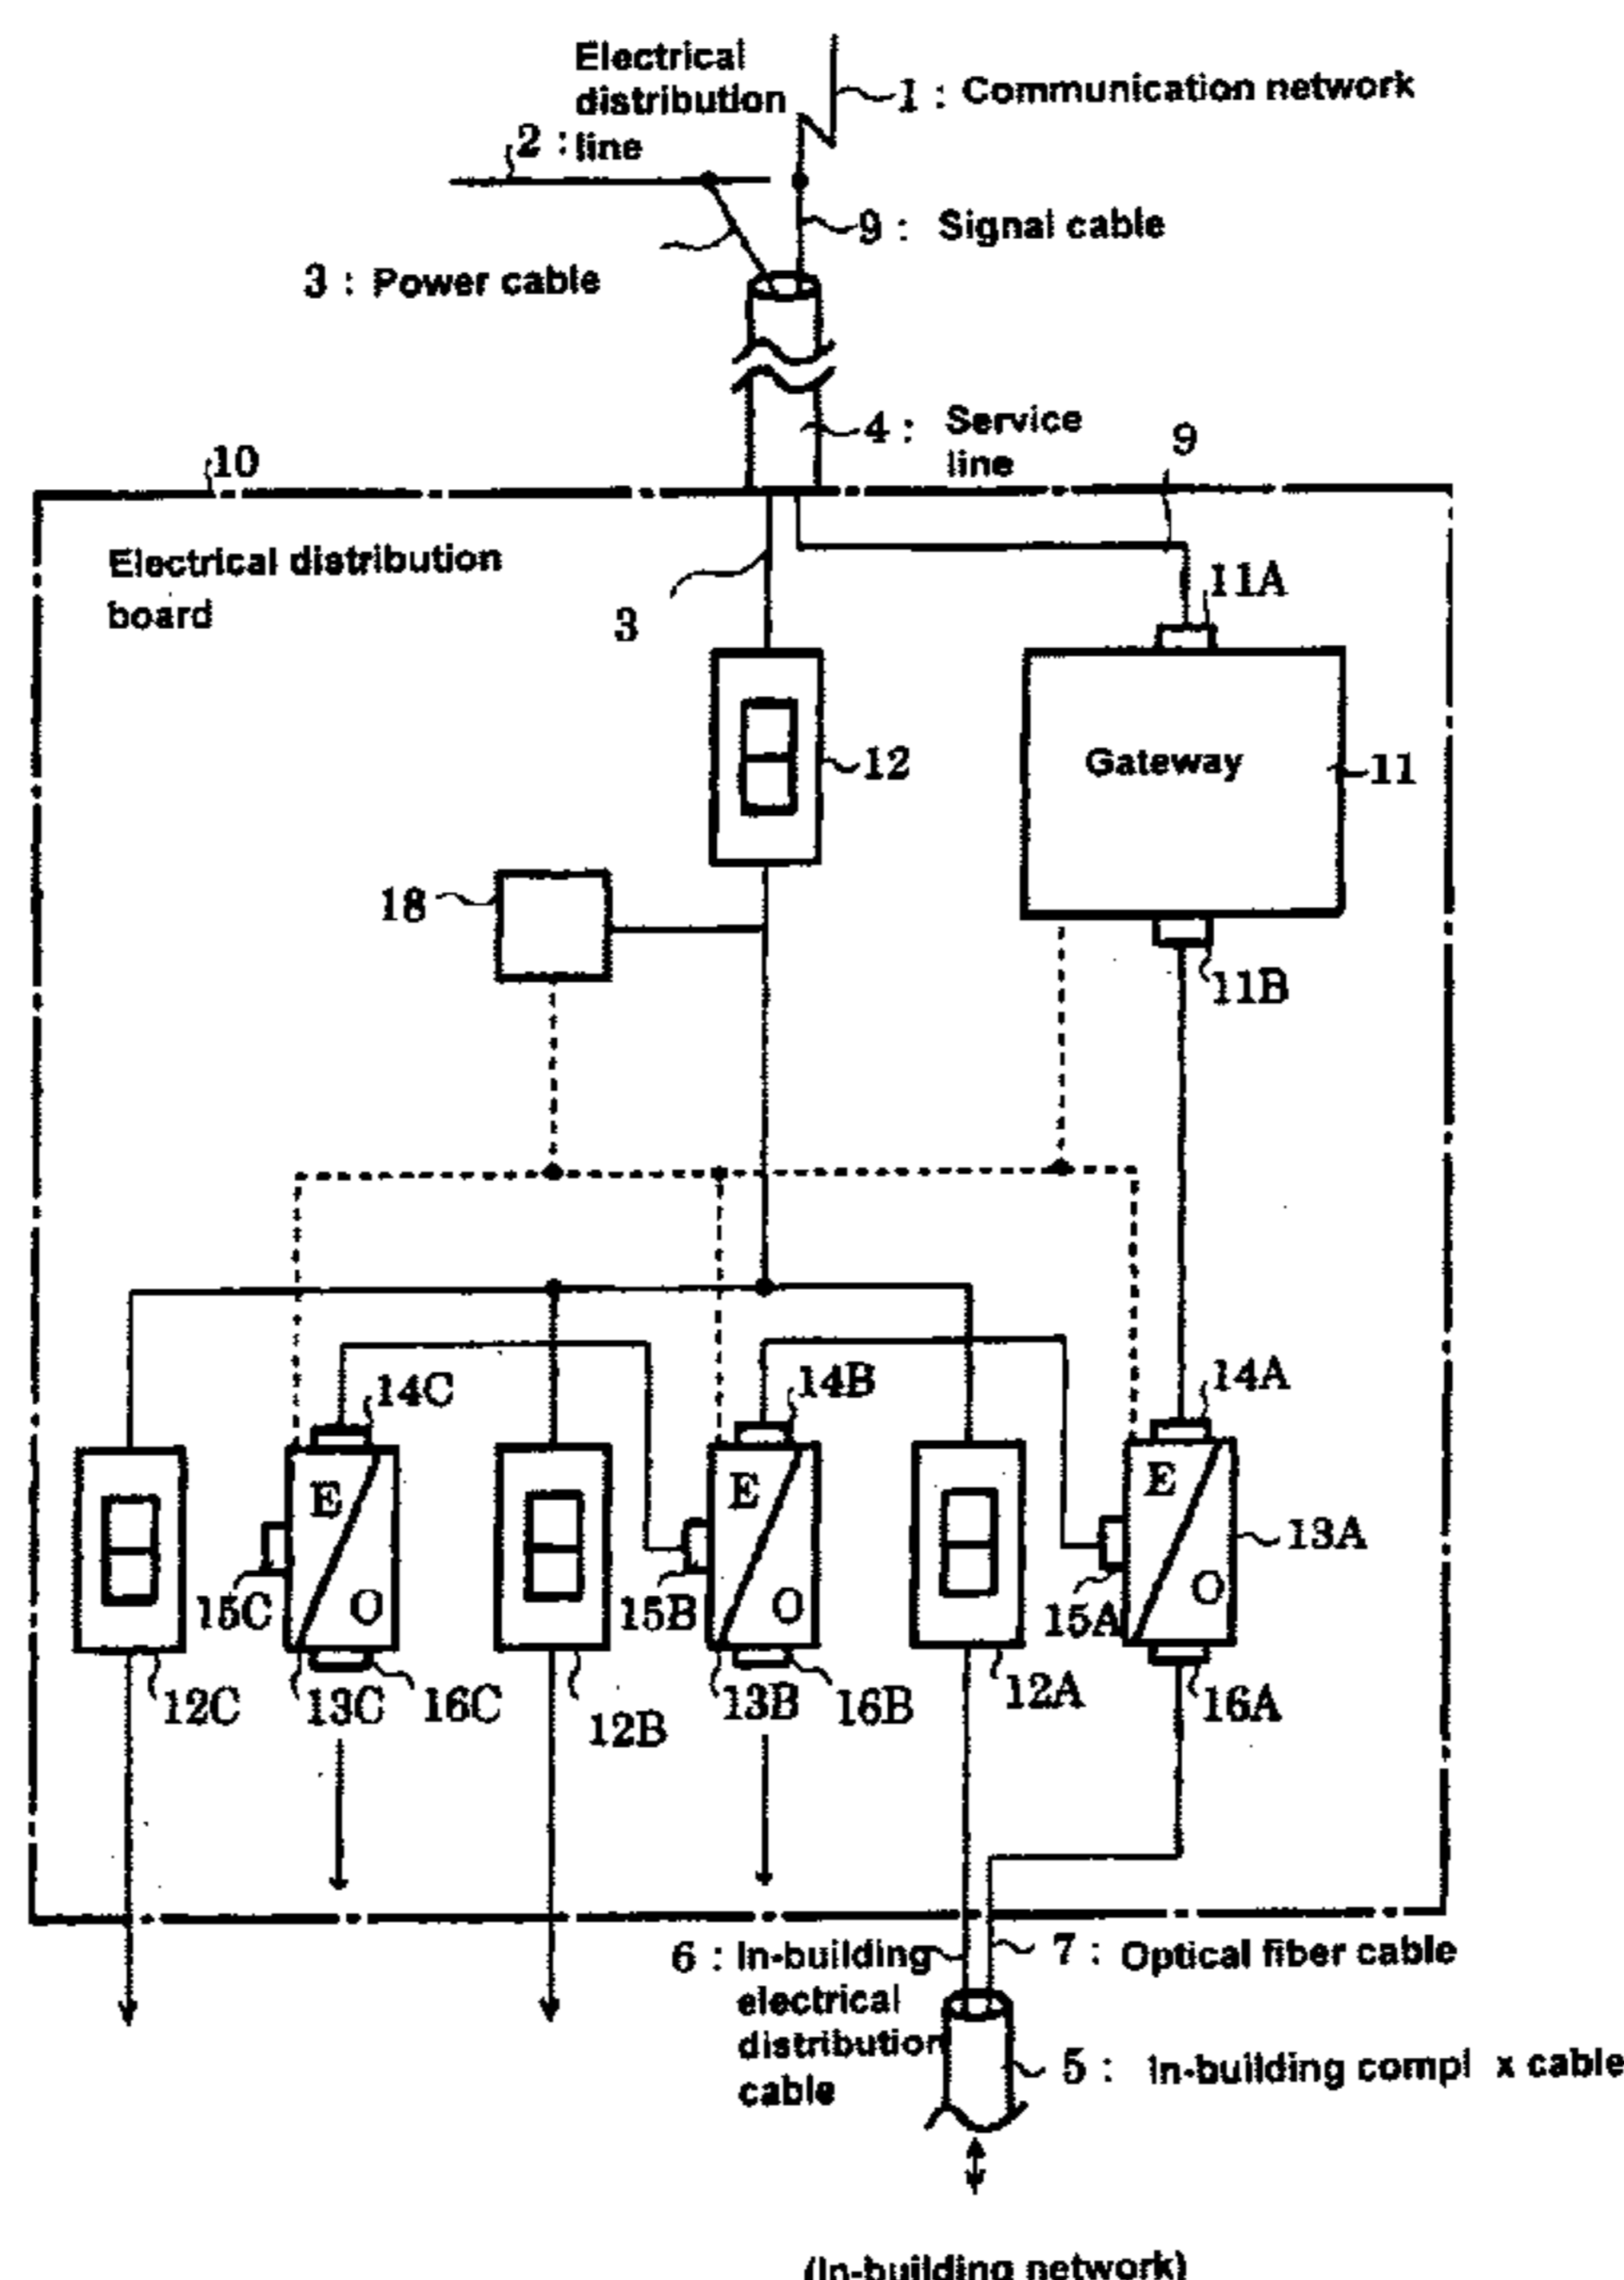 Electrical
distribution
line
2 :
1 : Communication network
9 : Signal cable
3 : Power cable
4 : Service
line
9
10
Electrical distribution
board
3
11A
12
Gateway
11
18
11B
14C
14B
14A
E
O
E
O
E
O
13A
15C
15B
15A
12C
13C
16C
12B
13B
16B
12A
16A
6 : In-building
electrical
distribution
cable
7 : Optical fiber cable
5 : In-building compl x cable
(In-building network)